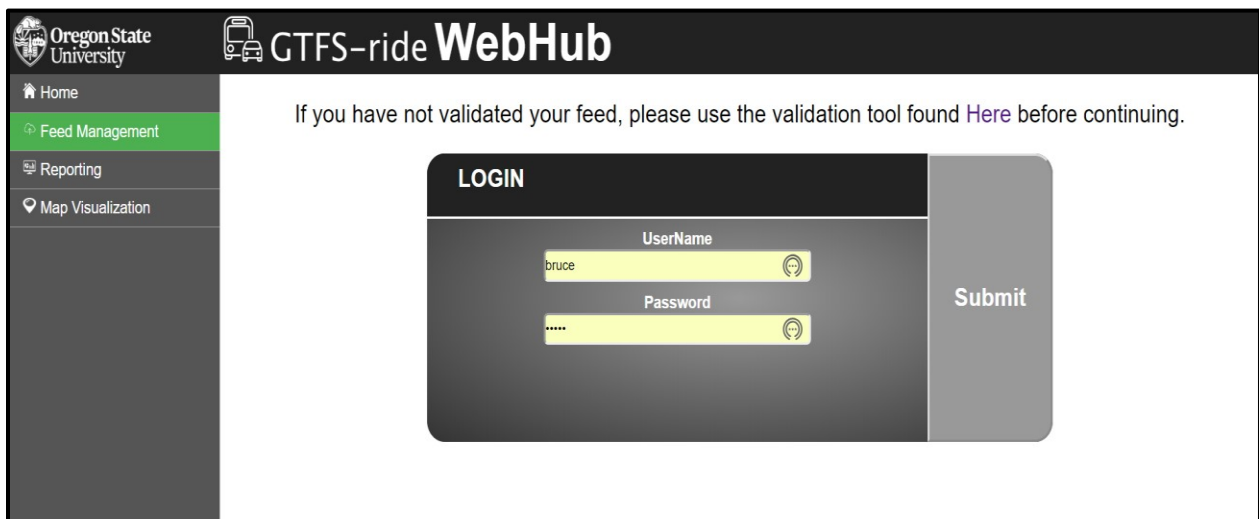 Oregon State
University
GTFS-ride WebHub
Home
Feed Management
Reporting
Map Visualization
If you have not validated your feed, please use the validation tool found Here before continuing.
LOGIN
UserName
bruce
Password
•••••
Submit